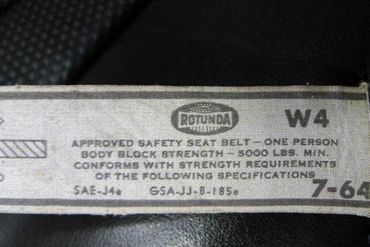 ROTUNDA W4
APPROVED SAFETY SEAT BELT - ONE PERSON
BODY BLOCK STRENGTH - 5000 LBS. MIN.
CONFORMS WITH STRENGTH REQUIREMENTS
OF THE FOLLOWING SPECIFICATIONS
SAE-J4a GSA-JJ-B-185a 7-64